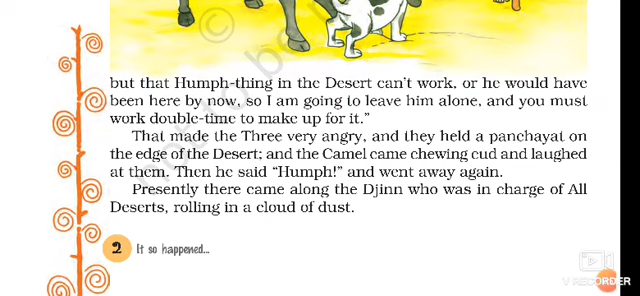 but that Humph-thing in the Desert can't work, or he would have
been here by now, so I am going to leave him alone, and you must
work double-time to make up for it."
That made the Three very angry, and they held a panchayat on
the edge of the Desert; and the Camel came chewing cud and laughed
at them. Then he said "Humph!" and went away again.
Presently there came along the Djinn who was in charge of All
Deserts, rolling in a cloud of dust.
2 It so happened...
V RECORDER